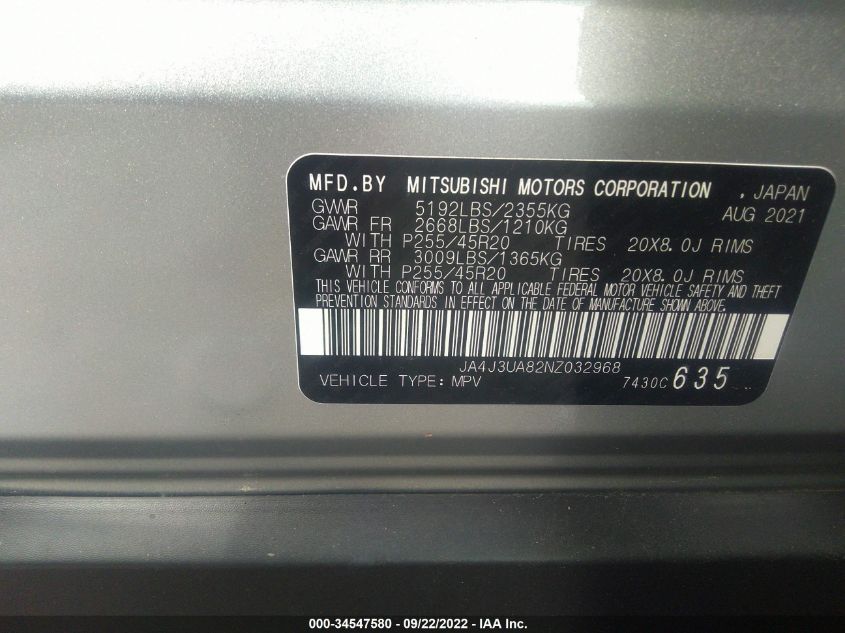 MFD.BY MITSUBISHI MOTORS CORPORATION , JAPAN
GVWR 5192LBS/2355KG AUG 2021
GAWR FR 2668LBS/1210KG
WITH P255/45R20 TIRES 20X8.0J RIMS
GAWR RR 3009LBS/1365KG
WITH P255/45R20 TIRES 20X8.0J RIMS
THIS VEHICLE CONFORMS TO ALL APPLICABLE FEDERAL MOTOR VEHICLE SAFETY AND THEFT
PREVENTION STANDARDS IN EFFECT ON THE DATE OF MANUFACTURE SHOWN ABOVE.
JA4J3UA82NZ032968
VEHICLE TYPE: MPV 7430C 635
000-34547580 - 09/22/2022 - IAA Inc.